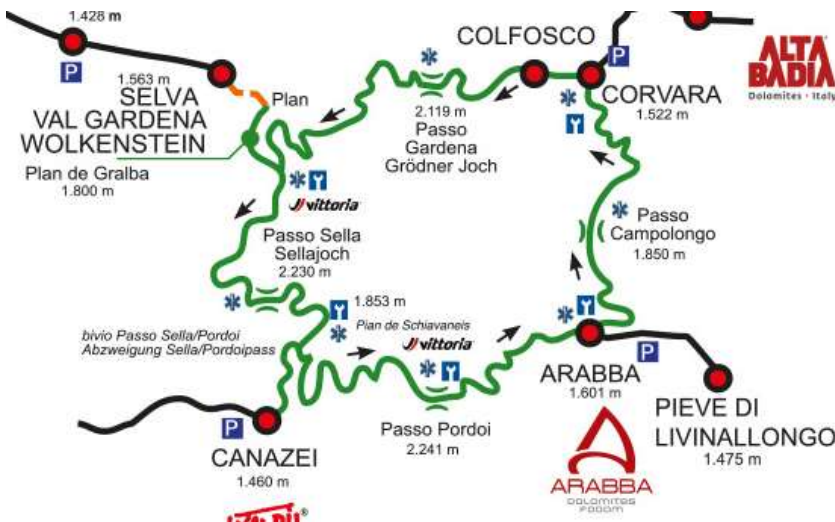 1.428 m
P
1.563 m
SELVA
VAL GARDENA
WOLKENSTEIN
Plan
Plan de Gralba
1.800 m
COLFOSCO
P
CORVARA
1.522 m
ALTA
BADIA
Dolomites - Italy
2.119 m
Passo
Gardena
Grödner Joch
vittoria
Passo Sella
Sellajoch
2.230 m
Passo
Campolongo
1.850 m
1.853 m
Pian de Schiavaneis
vittoria
bivio Passo Sella/Pordoi
Abzweigung Sella/Pordoipass
P
CANAZEI
1.460 m
Passo Pordoi
2.241 m
P
ARABBA
1.601 m
PIEVE DI
LIVINALLONGO
1.475 m
ARABBA
DOLOMITES
FODOM